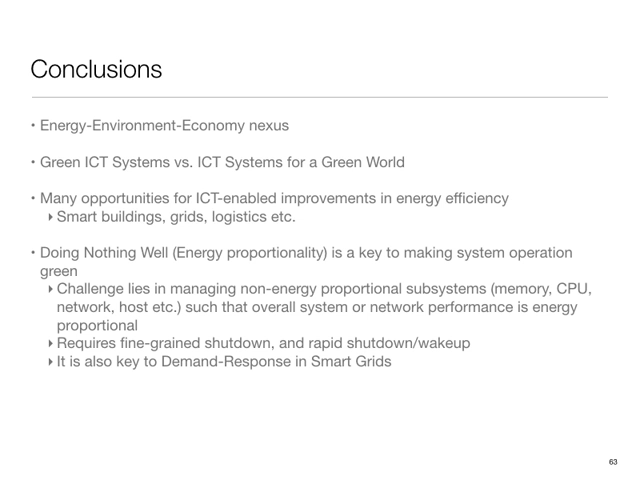 Conclusions
• Energy-Environment-Economy nexus
• Green ICT Systems vs. ICT Systems for a Green World
• Many opportunities for ICT-enabled improvements in energy efficiency
‣ Smart buildings, grids, logistics etc.
• Doing Nothing Well (Energy proportionality) is a key to making system operation
green
‣ Challenge lies in managing non-energy proportional subsystems (memory, CPU,
network, host etc.) such that overall system or network performance is energy
proportional
‣ Requires fine-grained shutdown, and rapid shutdown/wakeup
‣ It is also key to Demand-Response in Smart Grids
63